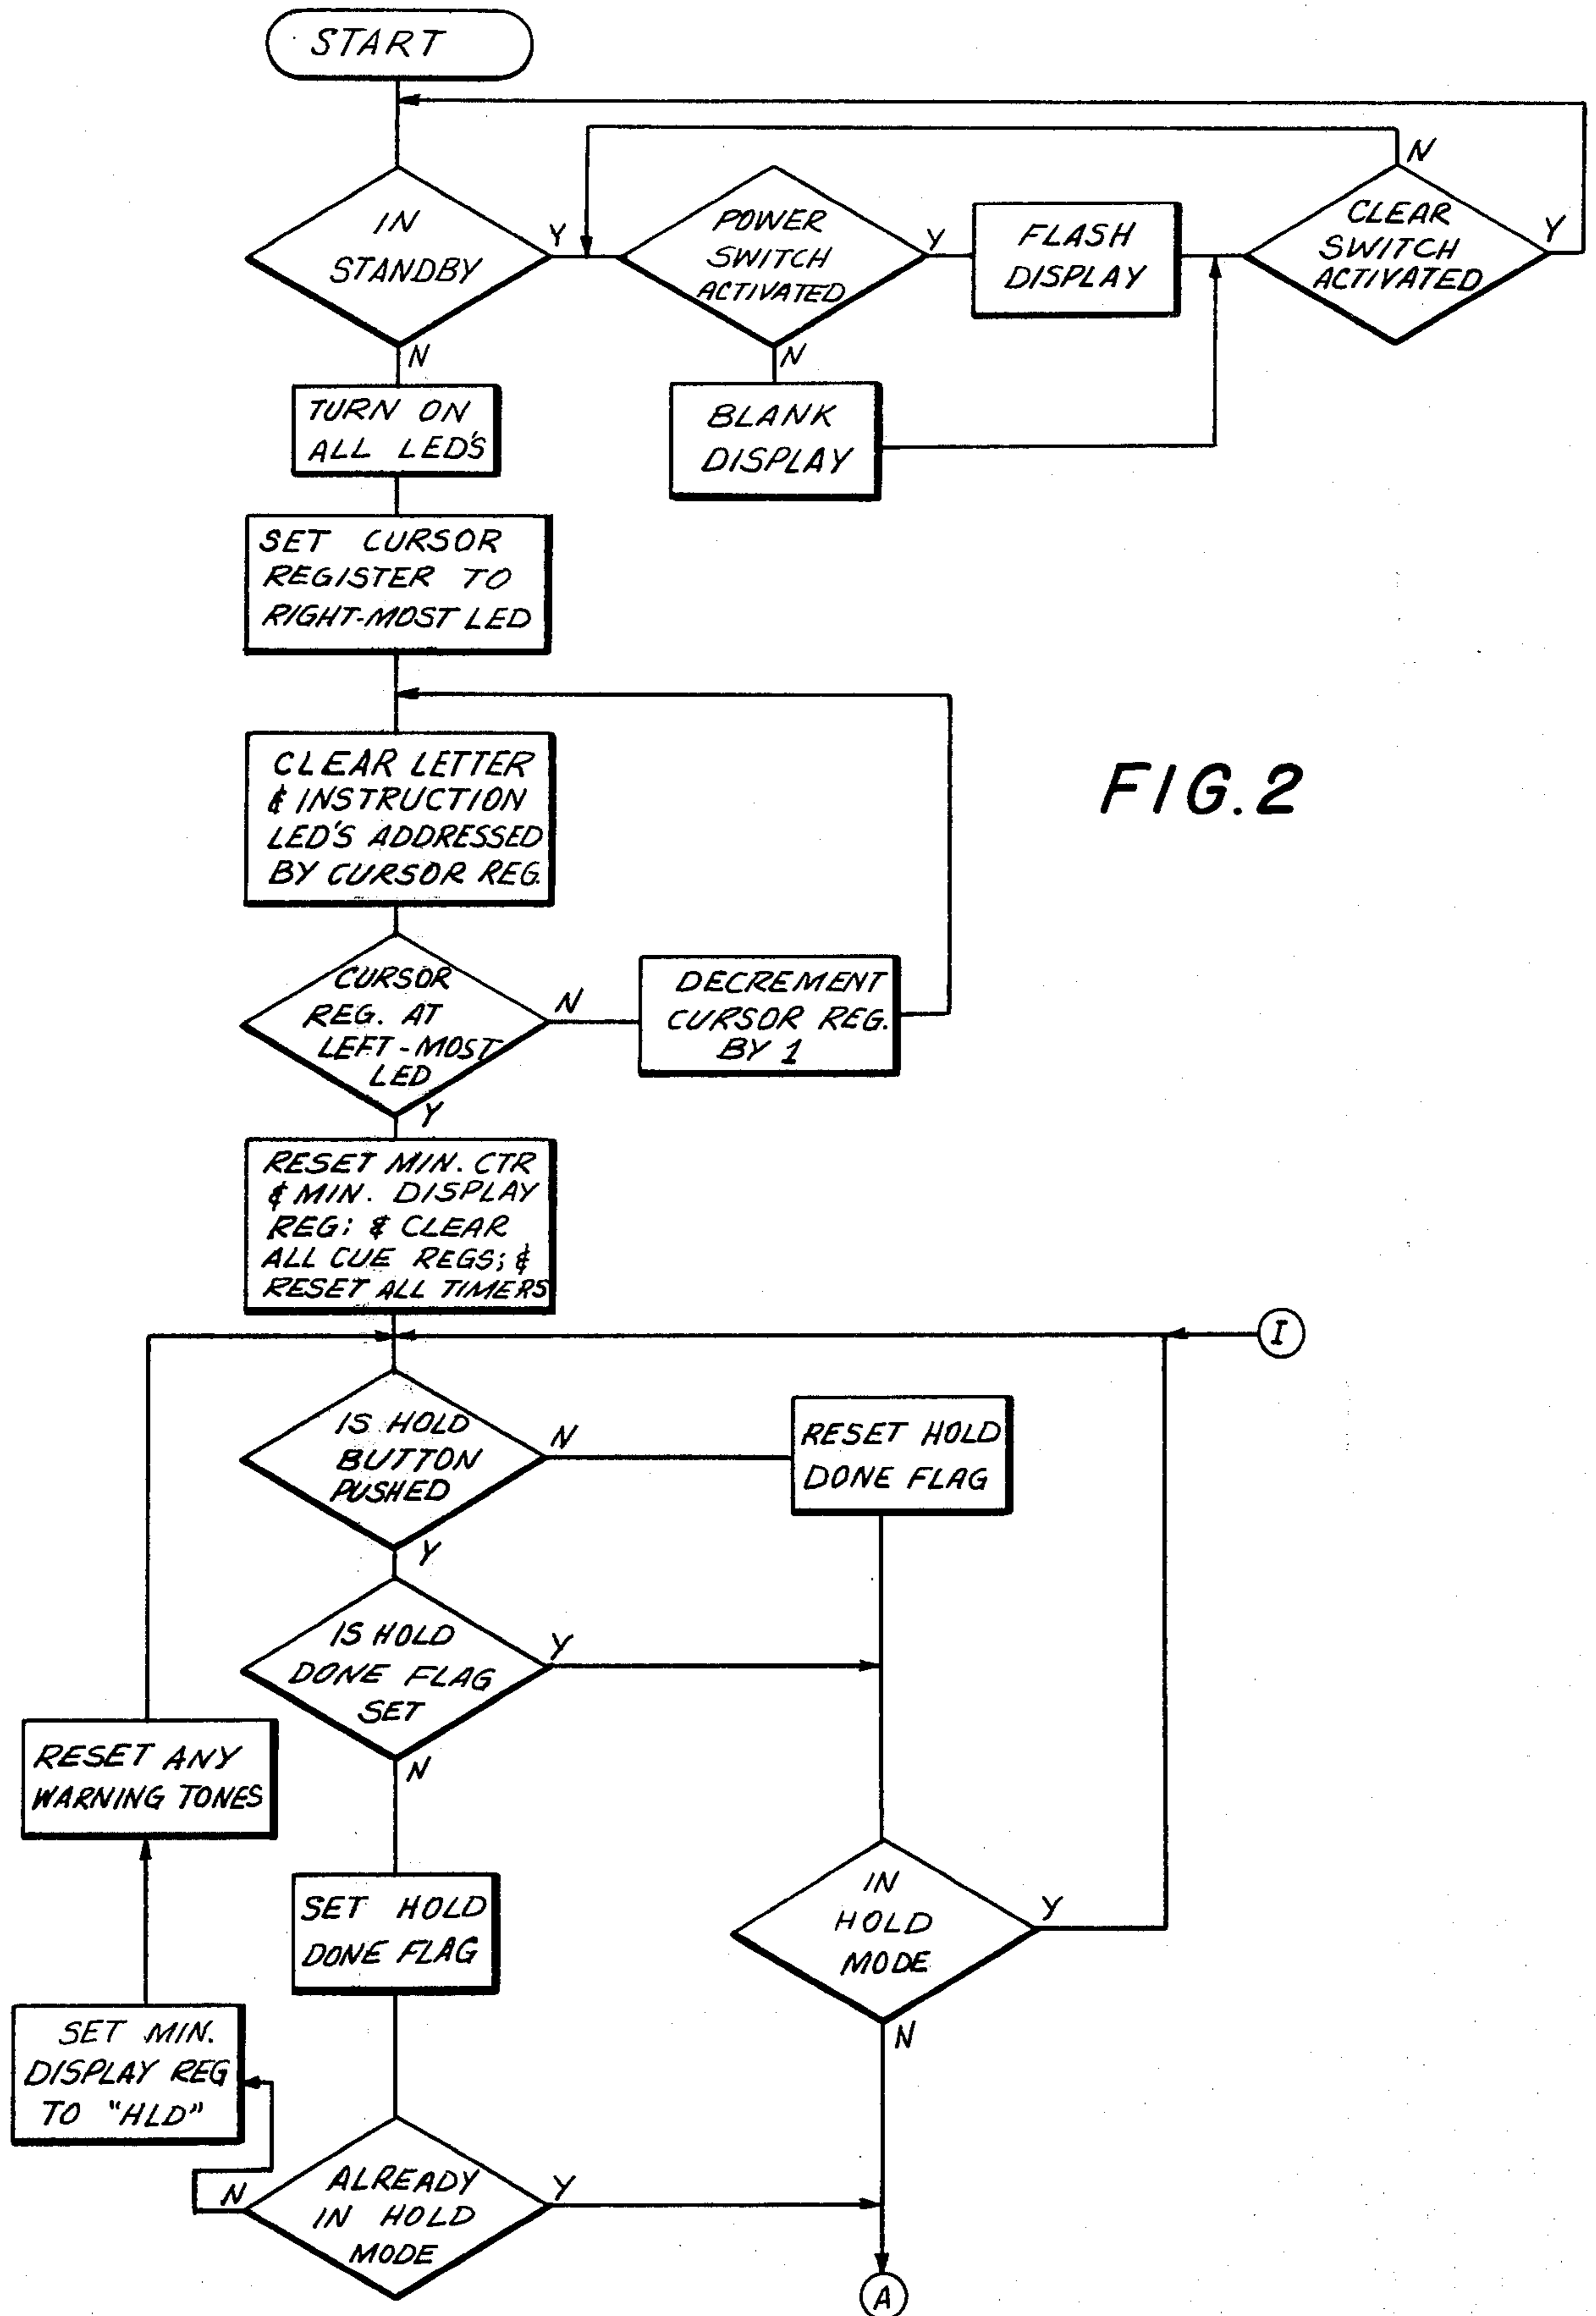 START
IN
STANDBY
Y
N
POWER
SWITCH
ACTIVATED
Y
N
FLASH
DISPLAY
CLEAR
SWITCH
ACTIVATED
N
Y
BLANK
DISPLAY
TURN ON
ALL LED'S
SET CURSOR
REGISTER TO
RIGHT-MOST LED
CLEAR LETTER
& INSTRUCTION
LED'S ADDRESSED
BY CURSOR REG.
FIG.2
CURSOR
REG. AT
LEFT-MOST
LED
N
Y
DECREMENT
CURSOR REG.
BY 1
RESET MIN. CTR
& MIN. DISPLAY
REG; & CLEAR
ALL CUE REGS; &
RESET ALL TIMERS
I
IS HOLD
BUTTON
PUSHED
N
Y
RESET HOLD
DONE FLAG
IS HOLD
DONE FLAG
SET
Y
N
RESET ANY
WARNING TONES
SET HOLD
DONE FLAG
IN
HOLD
MODE
Y
N
SET MIN.
DISPLAY REG
TO "HLD"
ALREADY
IN HOLD
MODE
N
Y
A